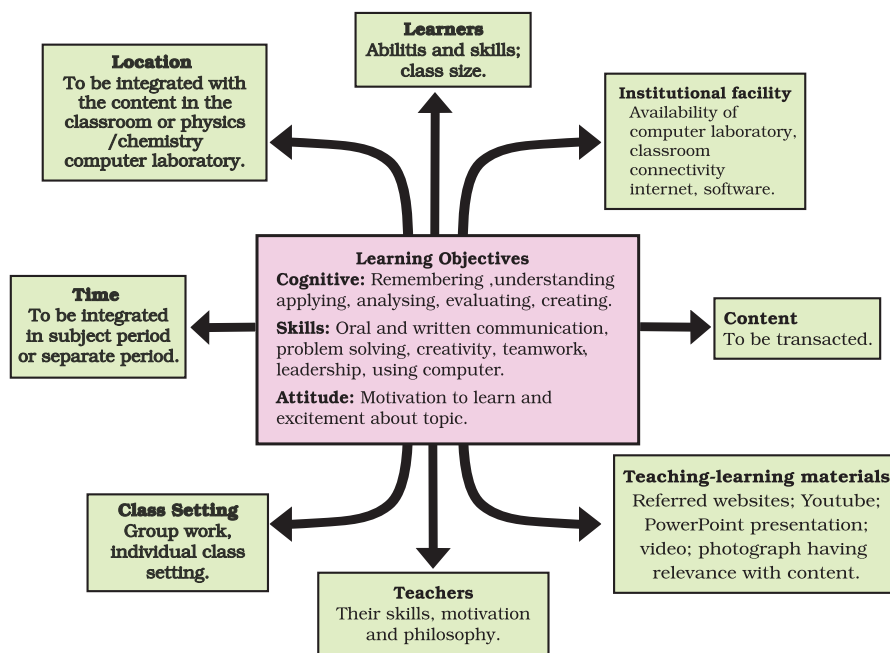 Learners
Abilitis and skills;
class size.
Location
To be integrated with
the content in the
classroom or physics
/chemistry
computer laboratory.
Institutional facility
Availability of
computer laboratory,
classroom
connectivity
internet, software.
Learning Objectives
Cognitive: Remembering ,understanding
applying, analysing, evaluating, creating.
Skills: Oral and written communication,
problem solving, creativity, teamwork,
leadership, using computer.
Attitude: Motivation to learn and
excitement about topic.
Time
To be integrated
in subject period
or separate period.
Content
To be transacted.
Class Setting
Group work,
individual class
setting.
Teachers
Their skills, motivation
and philosophy.
Teaching-learning materials
Referred websites; Youtube;
PowerPoint presentation;
video; photograph having
relevance with content.